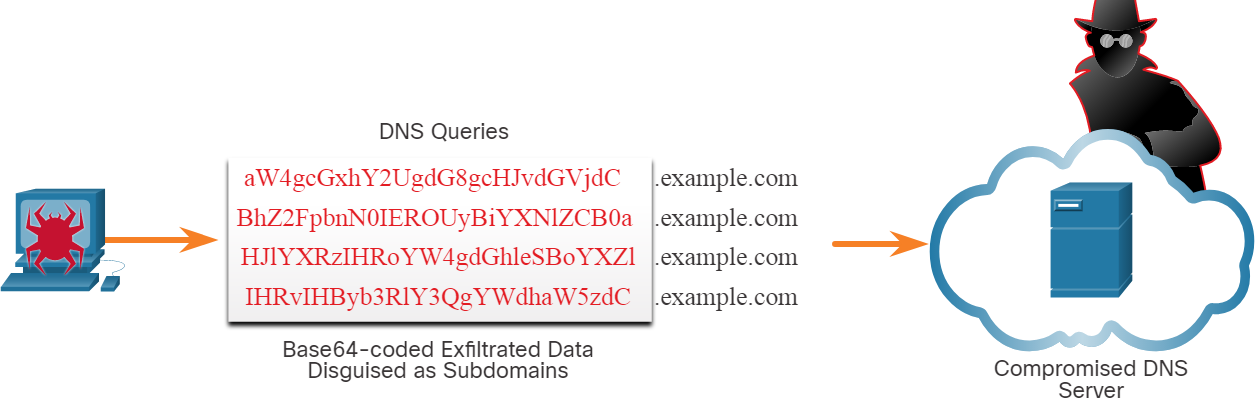 DNS Queries
aW4gcGxhY2UgdG8gcHJvdGVjdC .example.com
BhZ2FpbnN0IEROUyBiYXNlZCB0a .example.com
HJlYXRzIHRoYW4gdGhleSBoYXZl .example.com
IHRvIHByb3RlY3QgYWdhaW5zdC .example.com
Base64-coded Exfiltrated Data
Disguised as Subdomains
Compromised DNS
Server